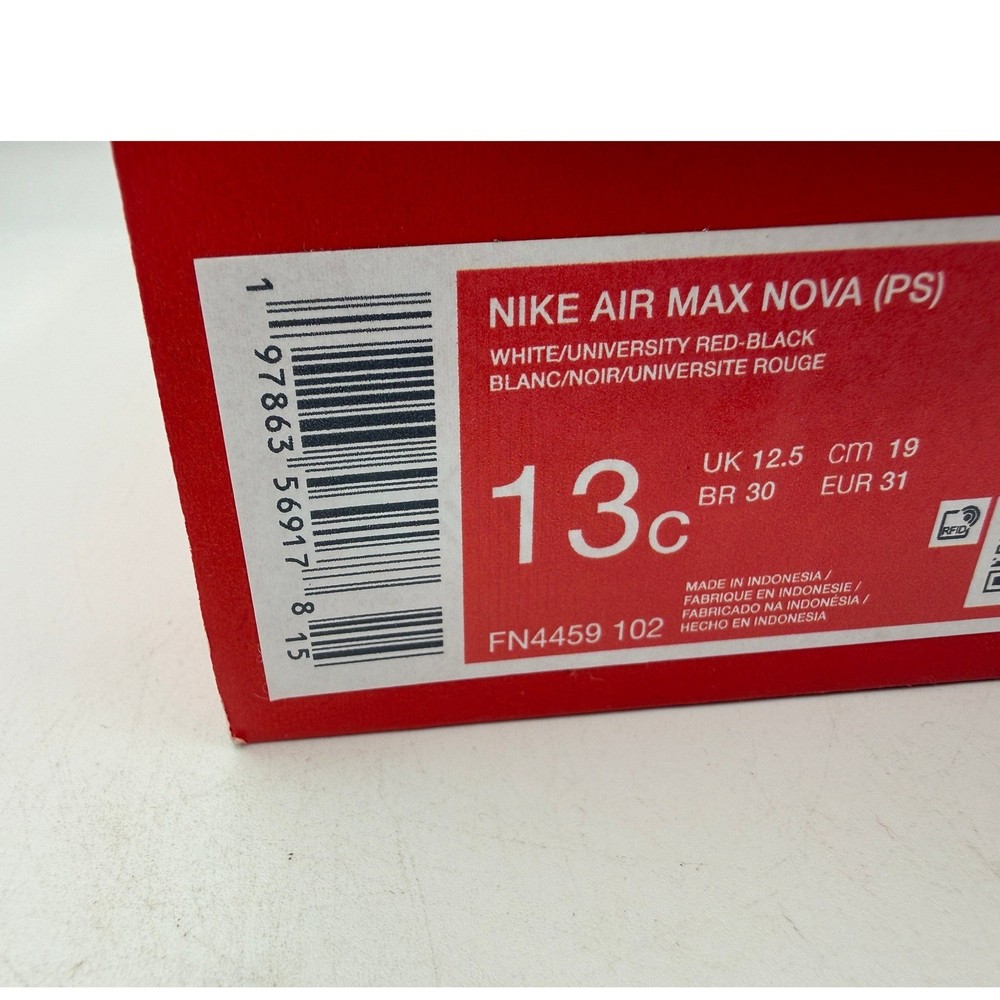 1 97863 56917 8 15
NIKE AIR MAX NOVA (PS)
WHITE/UNIVERSITY RED-BLACK
BLANC/NOIR/UNIVERSITE ROUGE
13C
UK 12.5 cm 19
BR 30 EUR 31
RFID
MADE IN INDONESIA /
FABRIQUE EN INDONESIE /
FABRICADO NA INDONÉSIA /
HECHO EN INDONESIA
FN4459 102